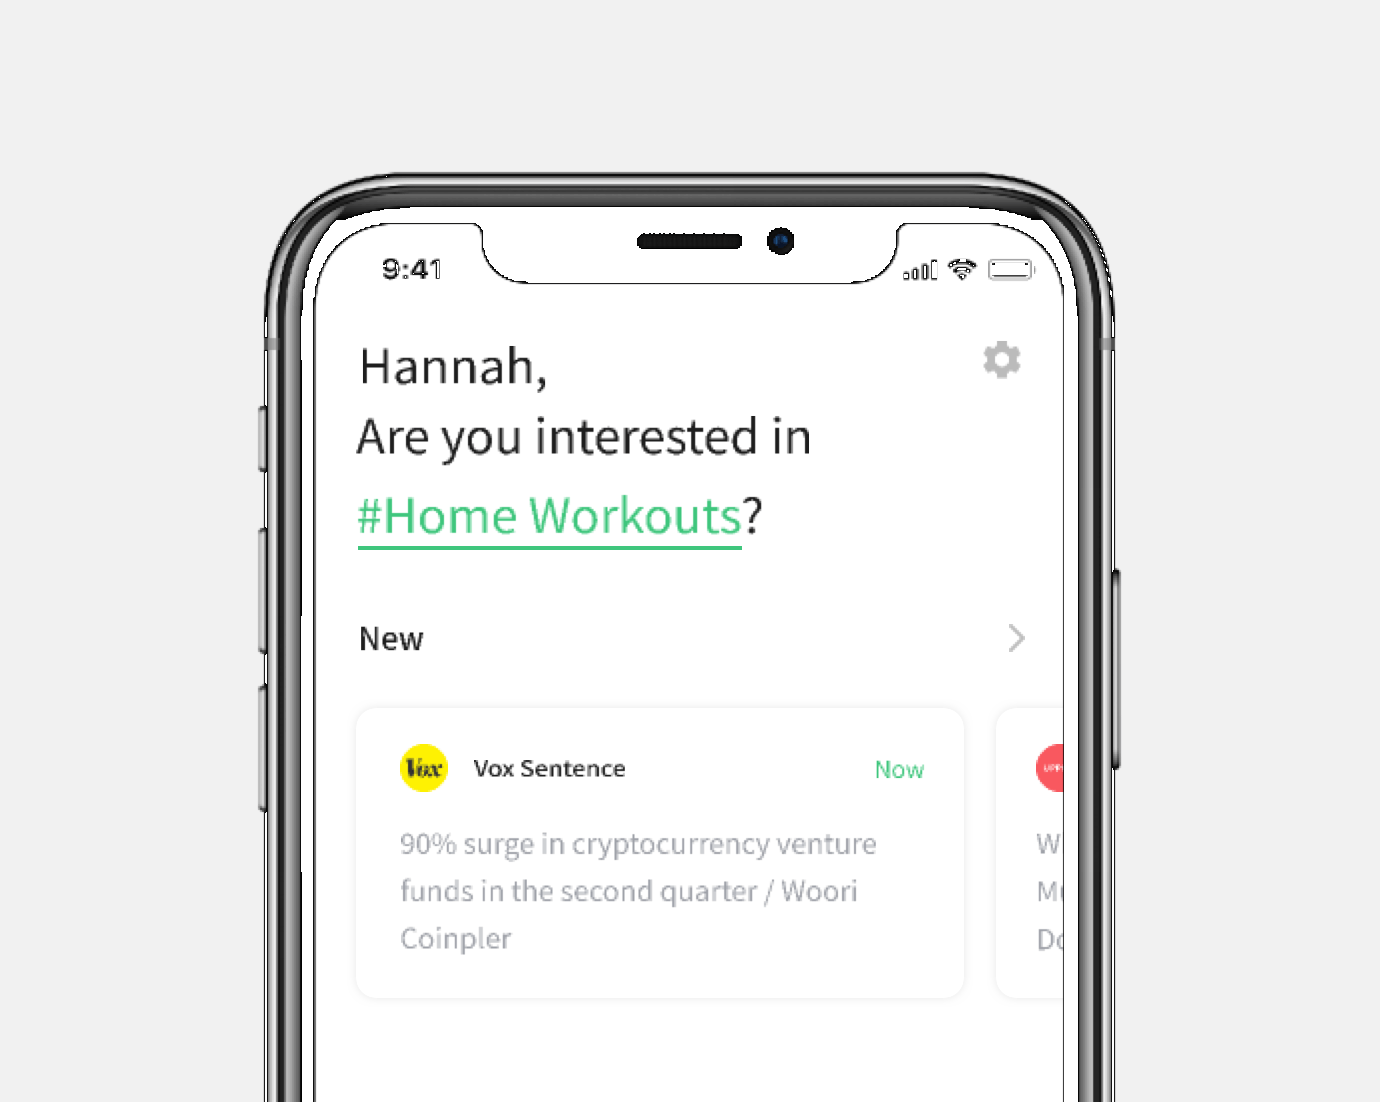 9:41
Hannah,
Are you interested in
#Home Workouts?
New
Vox
Vox Sentence
Now
90% surge in cryptocurrency venture
funds in the second quarter / Woori
Coinpler